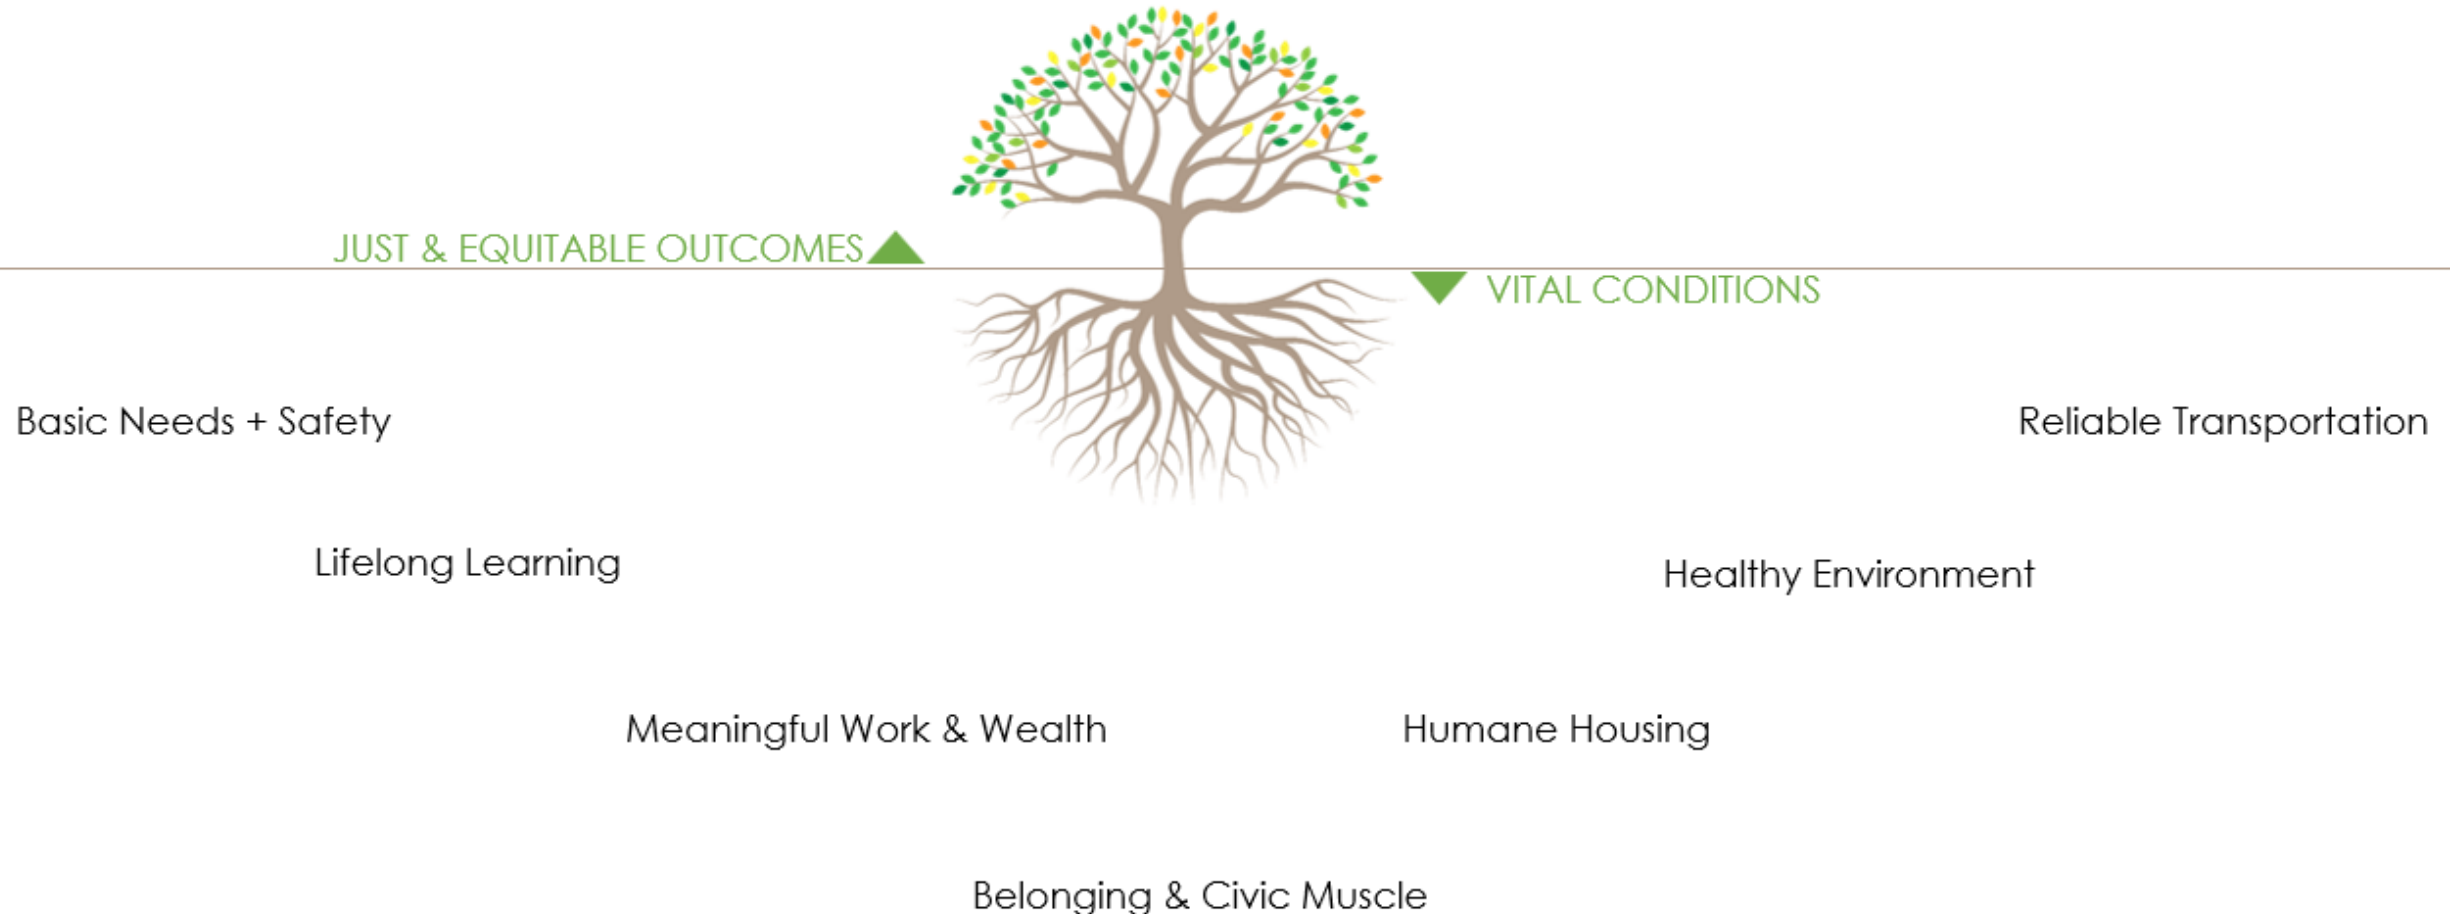 JUST & EQUITABLE OUTCOMES
VITAL CONDITIONS
Basic Needs + Safety
Reliable Transportation
Lifelong Learning
Healthy Environment
Meaningful Work & Wealth
Humane Housing
Belonging & Civic Muscle